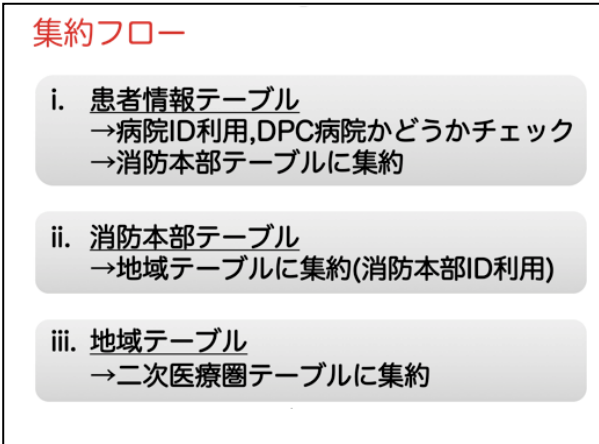 集約フロー
i. 患者情報テーブル
→病院ID利用,DPC病院かどうかチェック
→消防本部テーブルに集約
ii. 消防本部テーブル
→地域テーブルに集約(消防本部ID利用)
iii. 地域テーブル
→二次医療圏テーブルに集約